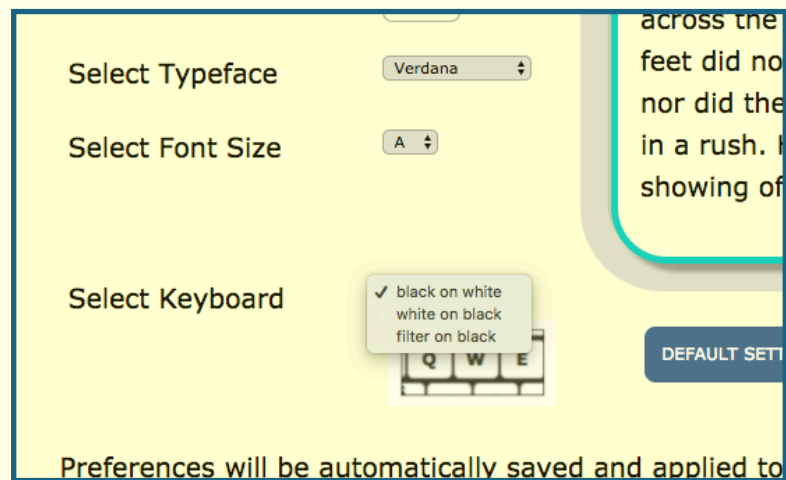 across the
Select Typeface
Verdana
feet did no
nor did the
Select Font Size
A
in a rush.
showing of
Select Keyboard
✓ black on white
white on black
filter on black
Q W E
DEFAULT SETT
Preferences will be automatically saved and applied to